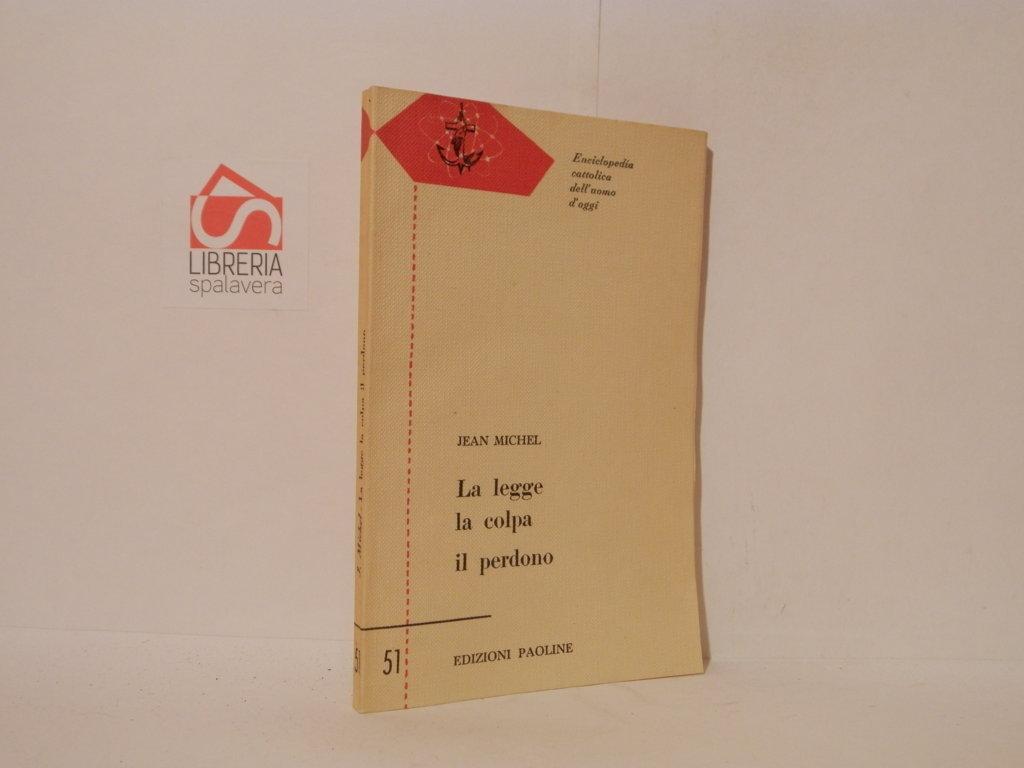 LIBRERIA
spalavera
Enciclopedia
cattolica
dell'uomo
d'oggi
JEAN MICHEL
La legge
la colpa
il perdono
51
EDIZIONI PAOLINE
Michel - La legge la colpa il perdono
51